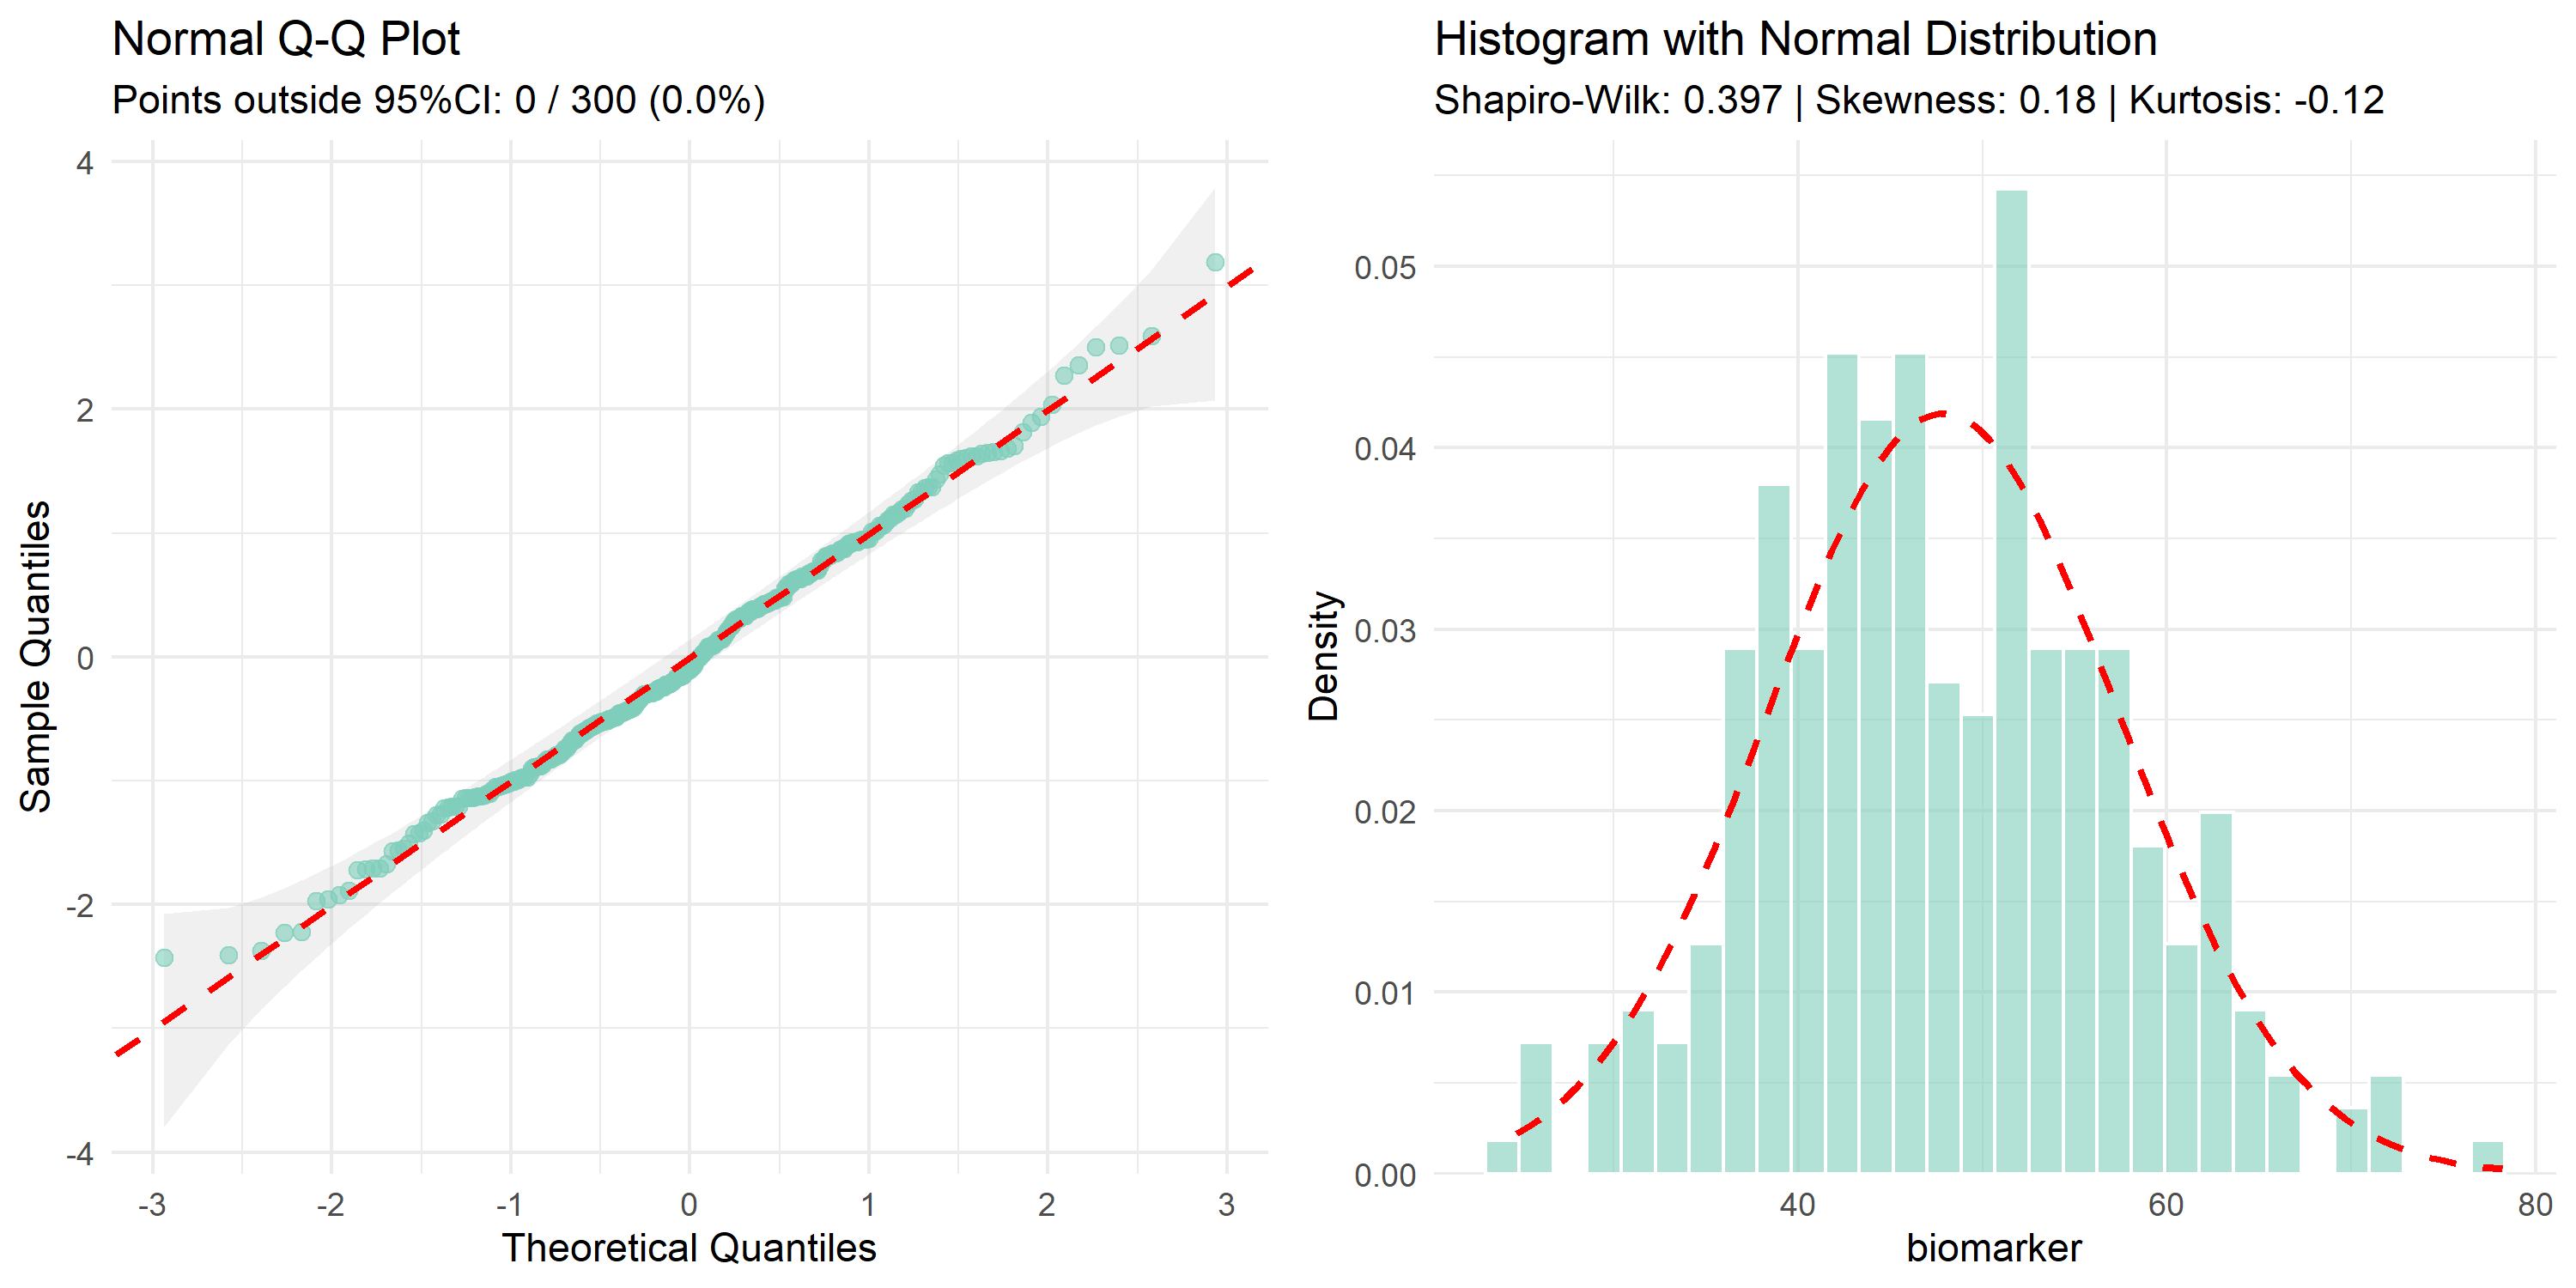 Normal Q-Q Plot
Points outside 95%CI: 0 / 300 (0.0%)
4
2
0
-2
-4
Sample Quantiles
-3
-2
-1
0
1
2
3
Theoretical Quantiles
Histogram with Normal Distribution
Shapiro-Wilk: 0.397 | Skewness: 0.18 | Kurtosis: -0.12
0.05
0.04
0.03
0.02
0.01
0.00
Density
40
60
80
biomarker